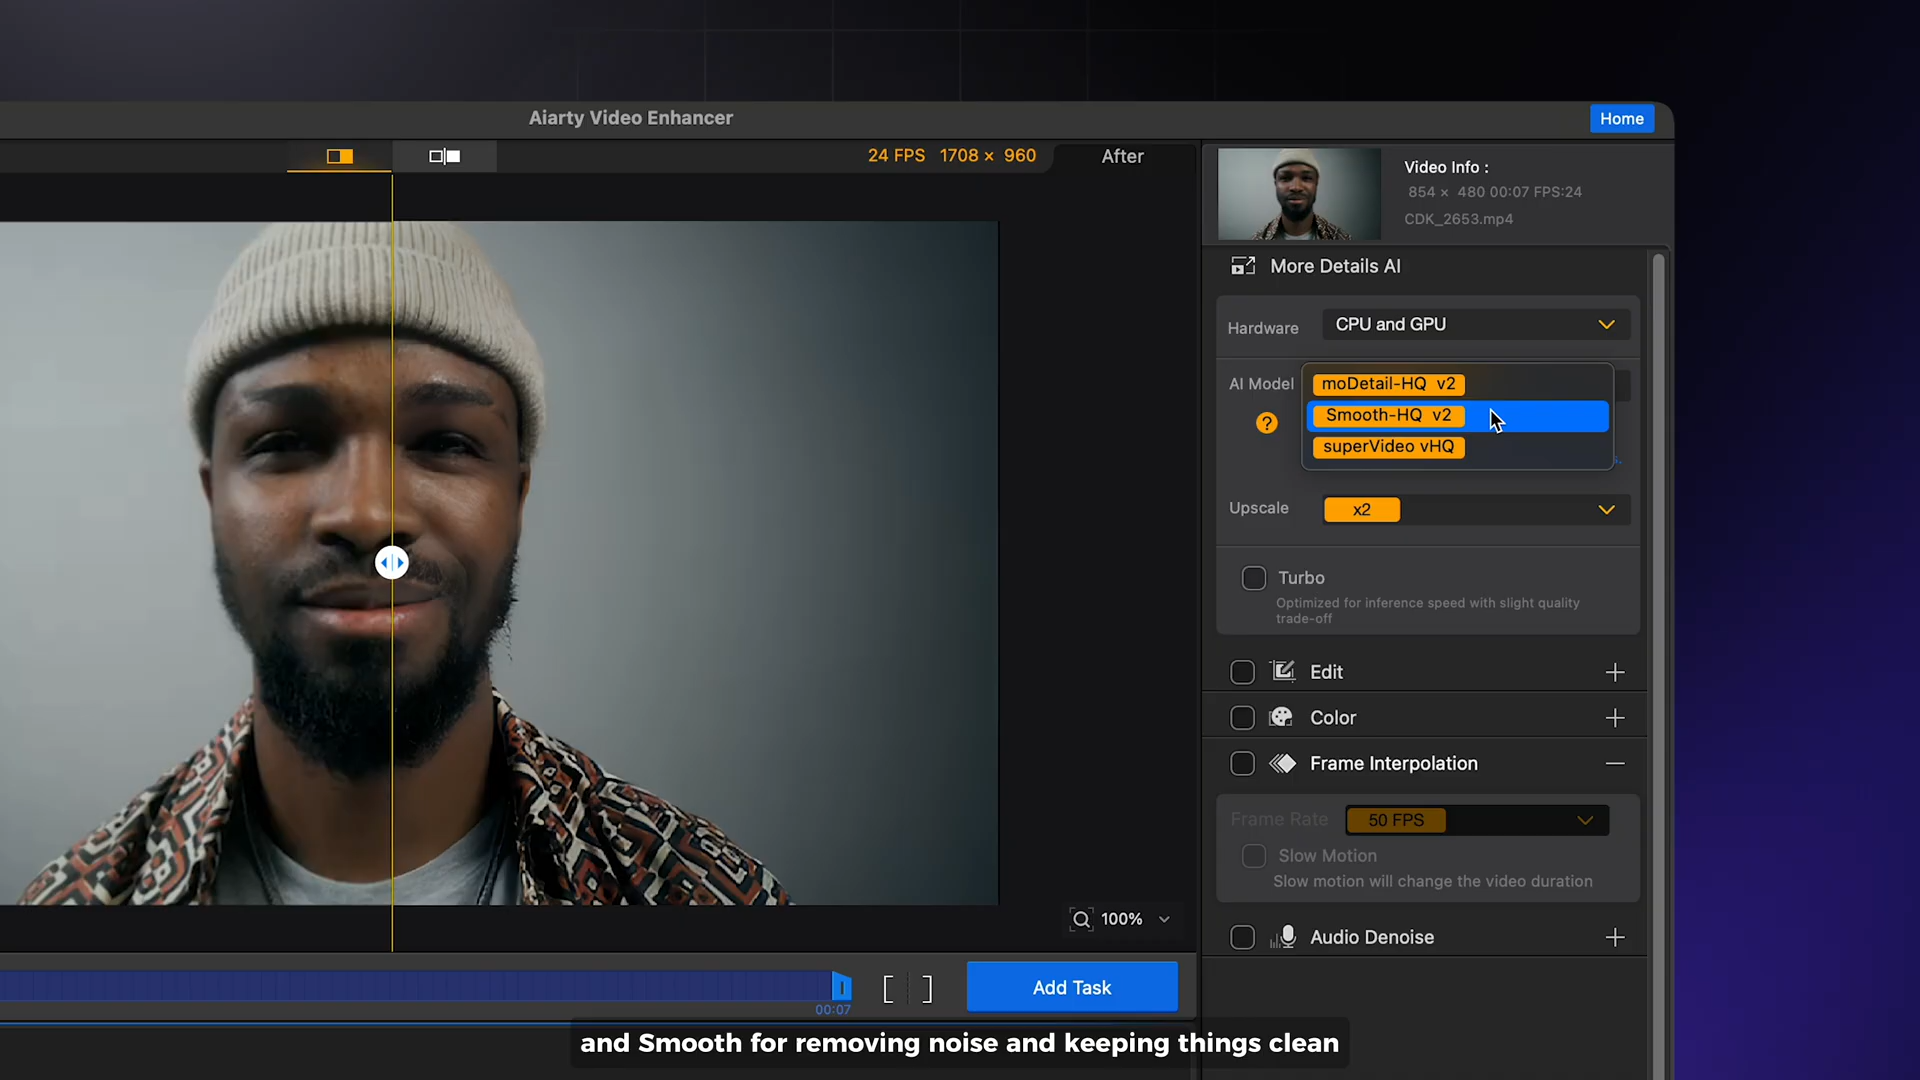 Aiarty Video Enhancer
Home
24 FPS 1708 × 960
After
Video Info :
854 × 480 00:07 FPS:24
CDK_2653.mp4
More Details AI
Hardware
CPU and GPU
AI Model
moDetail-HQ v2
?
Smooth-HQ v2
superVideo vHQ
Upscale
x2
Turbo
Optimized for inference speed with slight quality
trade-off
Edit
Color
Frame Interpolation
Frame Rate
50 FPS
Slow Motion
Slow motion will change the video duration
100%
Audio Denoise
[ ]
Add Task
00:07
and Smooth for removing noise and keeping things clean